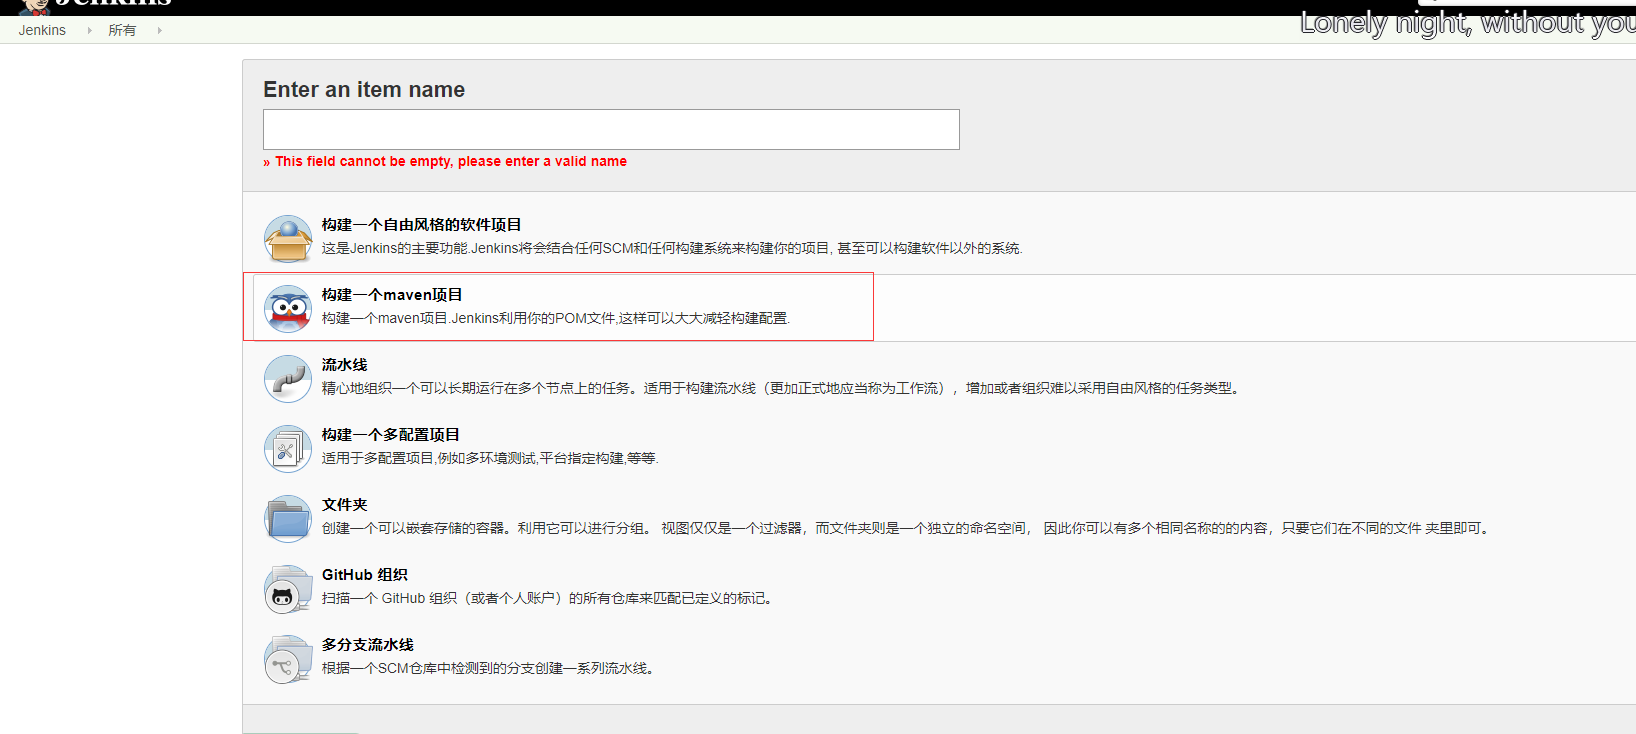 Jenkins
Lonely night, without you
Jenkins
所有
Enter an item name
» This field cannot be empty, please enter a valid name
构建一个自由风格的软件项目
这是Jenkins的主要功能.Jenkins将会结合任何SCM和任何构建系统来构建你的项目, 甚至可以构建软件以外的系统.
构建一个maven项目
构建一个maven项目.Jenkins利用你的POM文件,这样可以大大减轻构建配置.
流水线
精心地组织一个可以长期运行在多个节点上的任务。适用于构建流水线（更加正式地应当称为工作流），增加或者组织难以采用自由风格的任务类型。
构建一个多配置项目
适用于多配置项目,例如多环境测试,平台指定构建,等等.
文件夹
创建一个可以嵌套存储的容器。利用它可以进行分组。 视图仅仅是一个过滤器，而文件夹则是一个独立的命名空间， 因此你可以有多个相同名称的的内容，只要它们在不同的文件 夹里即可。
GitHub 组织
扫描一个 GitHub 组织（或者个人账户）的所有仓库来匹配已定义的标记。
多分支流水线
根据一个SCM仓库中检测到的分支创建一系列流水线。